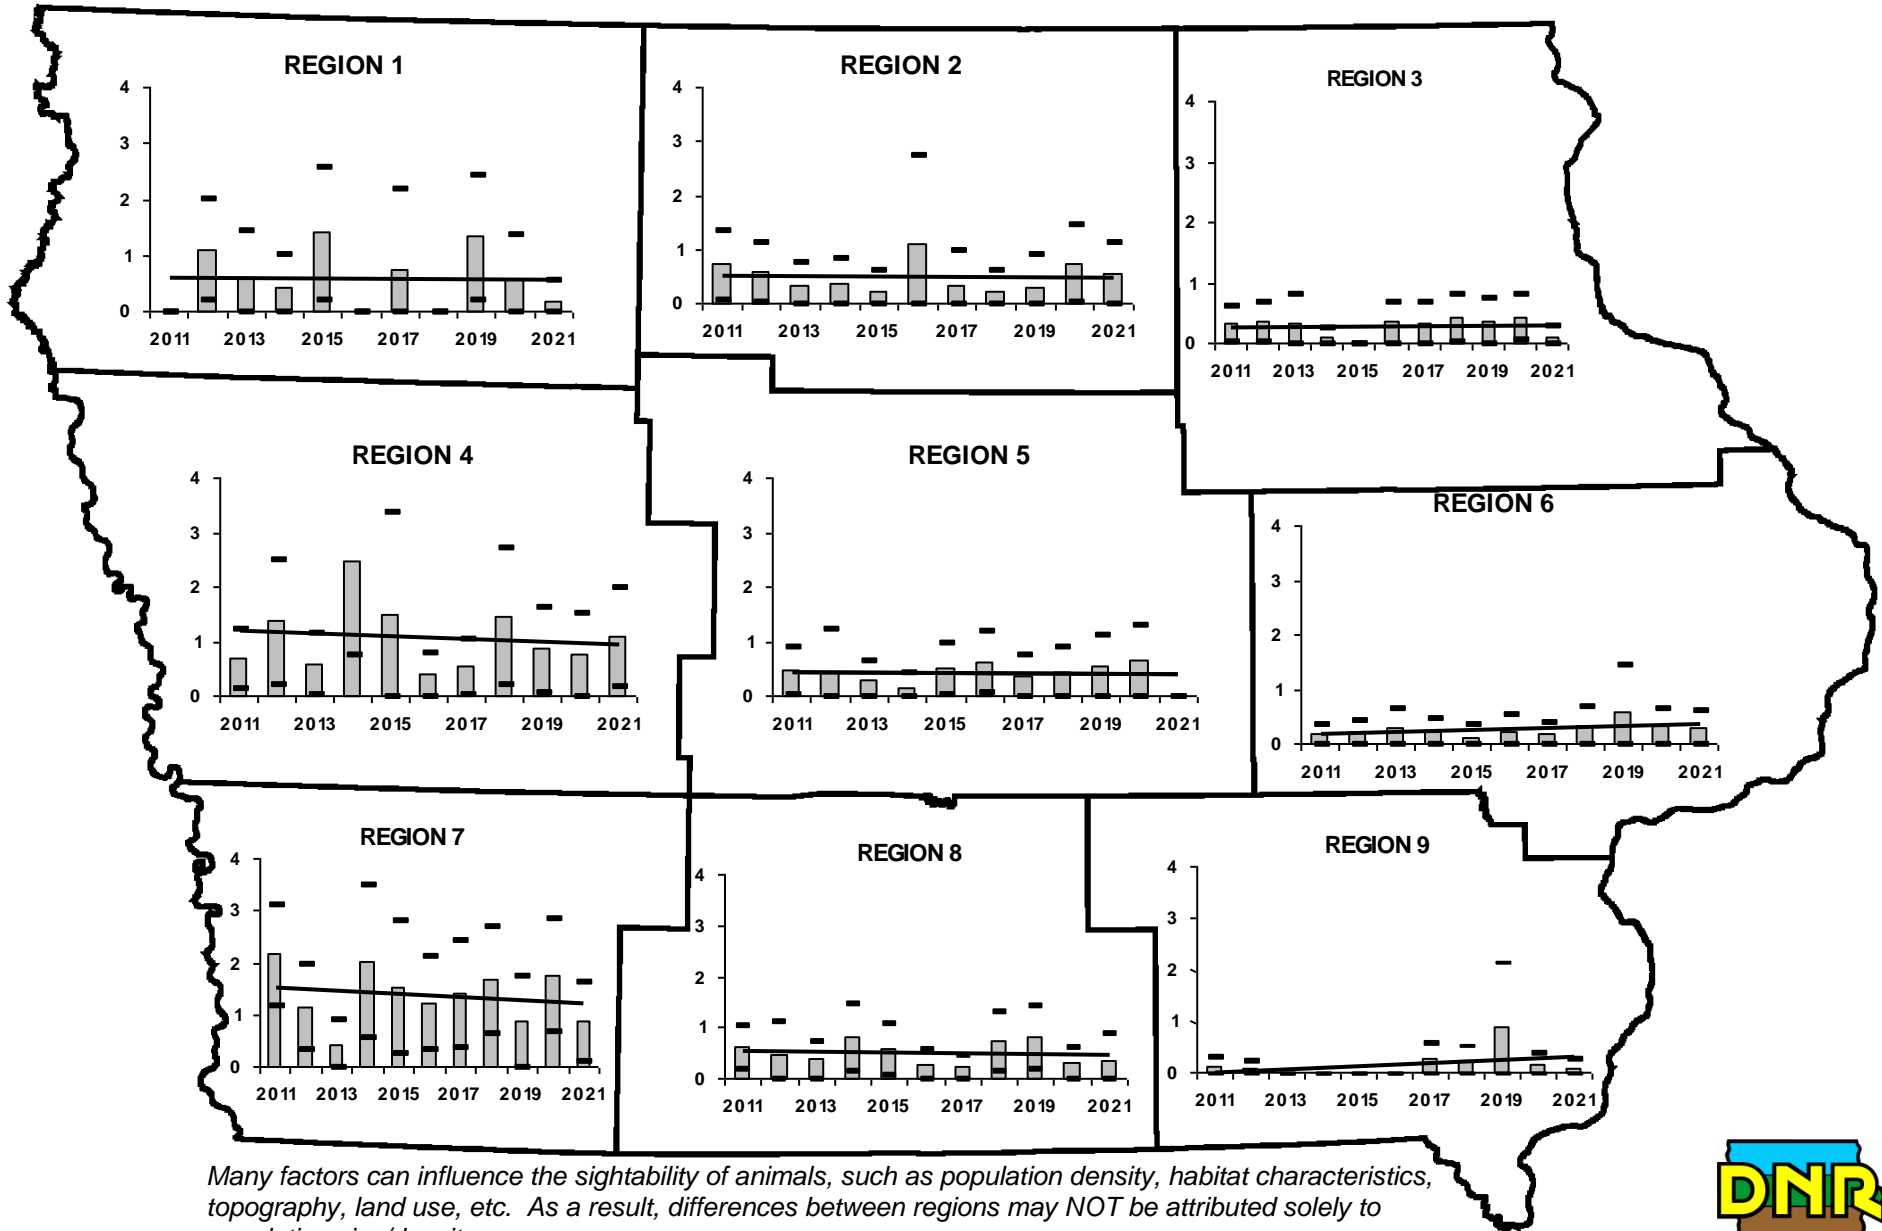 REGION 1
4
3
2
1
0
2011 2013 2015 2017 2019 2021
REGION 2
4
3
2
1
0
2011 2013 2015 2017 2019 2021
REGION 3
4
3
2
1
0
2011 2013 2015 2017 2019 2021
REGION 4
4
3
2
1
0
2011 2013 2015 2017 2019 2021
REGION 5
4
3
2
1
0
2011 2013 2015 2017 2019 2021
REGION 6
4
3
2
1
0
2011 2013 2015 2017 2019 2021
REGION 7
4
3
2
1
0
2011 2013 2015 2017 2019 2021
REGION 8
4
3
2
1
0
2011 2013 2015 2017 2019 2021
REGION 9
4
3
2
1
0
2011 2013 2015 2017 2019 2021
Many factors can influence the sightability of animals, such as population density, habitat characteristics,
topography, land use, etc. As a result, differences between regions may NOT be attributed solely to
DNR